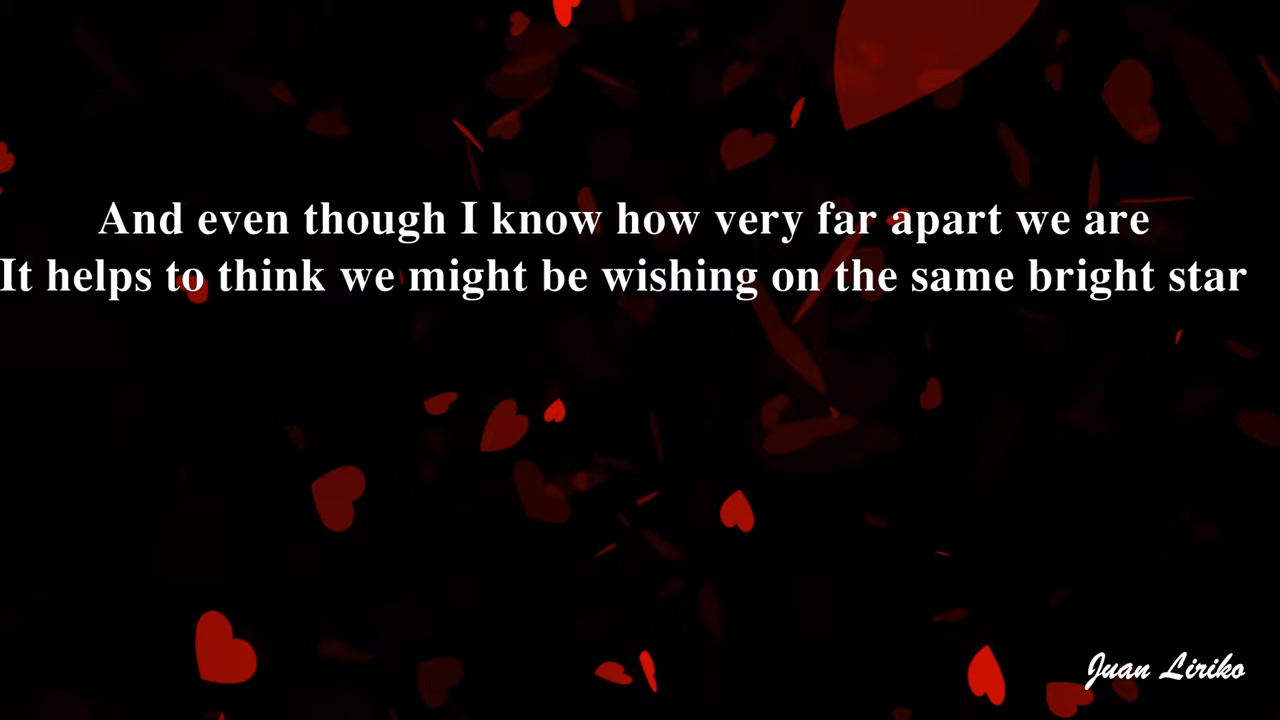 And even though I know how very far apart we are
It helps to think we might be wishing on the same bright star
Juan Liriko